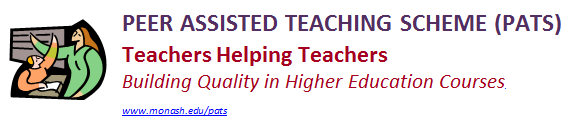 PEER ASSISTED TEACHING SCHEME (PATS)
Teachers Helping Teachers
Building Quality in Higher Education Courses.
www.monash.edu/pats